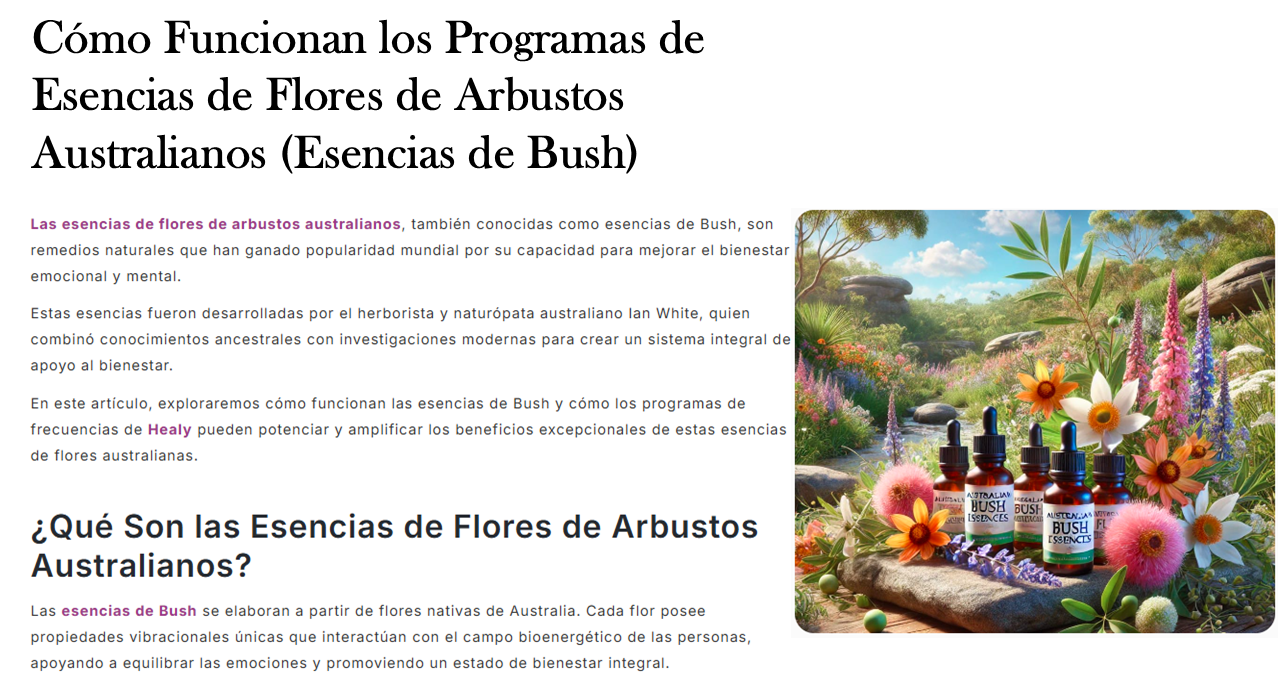 Cómo Funcionan los Programas de
Esencias de Flores de Arbustos
Australianos (Esencias de Bush)
Las esencias de flores de arbustos australianos, también conocidas como esencias de Bush, son
remedios naturales que han ganado popularidad mundial por su capacidad para mejorar el bienestar
emocional y mental.
Estas esencias fueron desarrolladas por el herborista y naturópata australiano Ian White, quien
combinó conocimientos ancestrales con investigaciones modernas para crear un sistema integral de
apoyo al bienestar.
En este artículo, exploraremos cómo funcionan las esencias de Bush y cómo los programas de
frecuencias de Healy pueden potenciar y amplificar los beneficios excepcionales de estas esencias
de flores australianas.
¿Qué Son las Esencias de Flores de Arbustos
Australianos?
Las esencias de Bush se elaboran a partir de flores nativas de Australia. Cada flor posee
propiedades vibracionales únicas que interactúan con el campo bioenergético de las personas,
apoyando a equilibrar las emociones y promoviendo un estado de bienestar integral.
BUSH
BUSH
BUSH